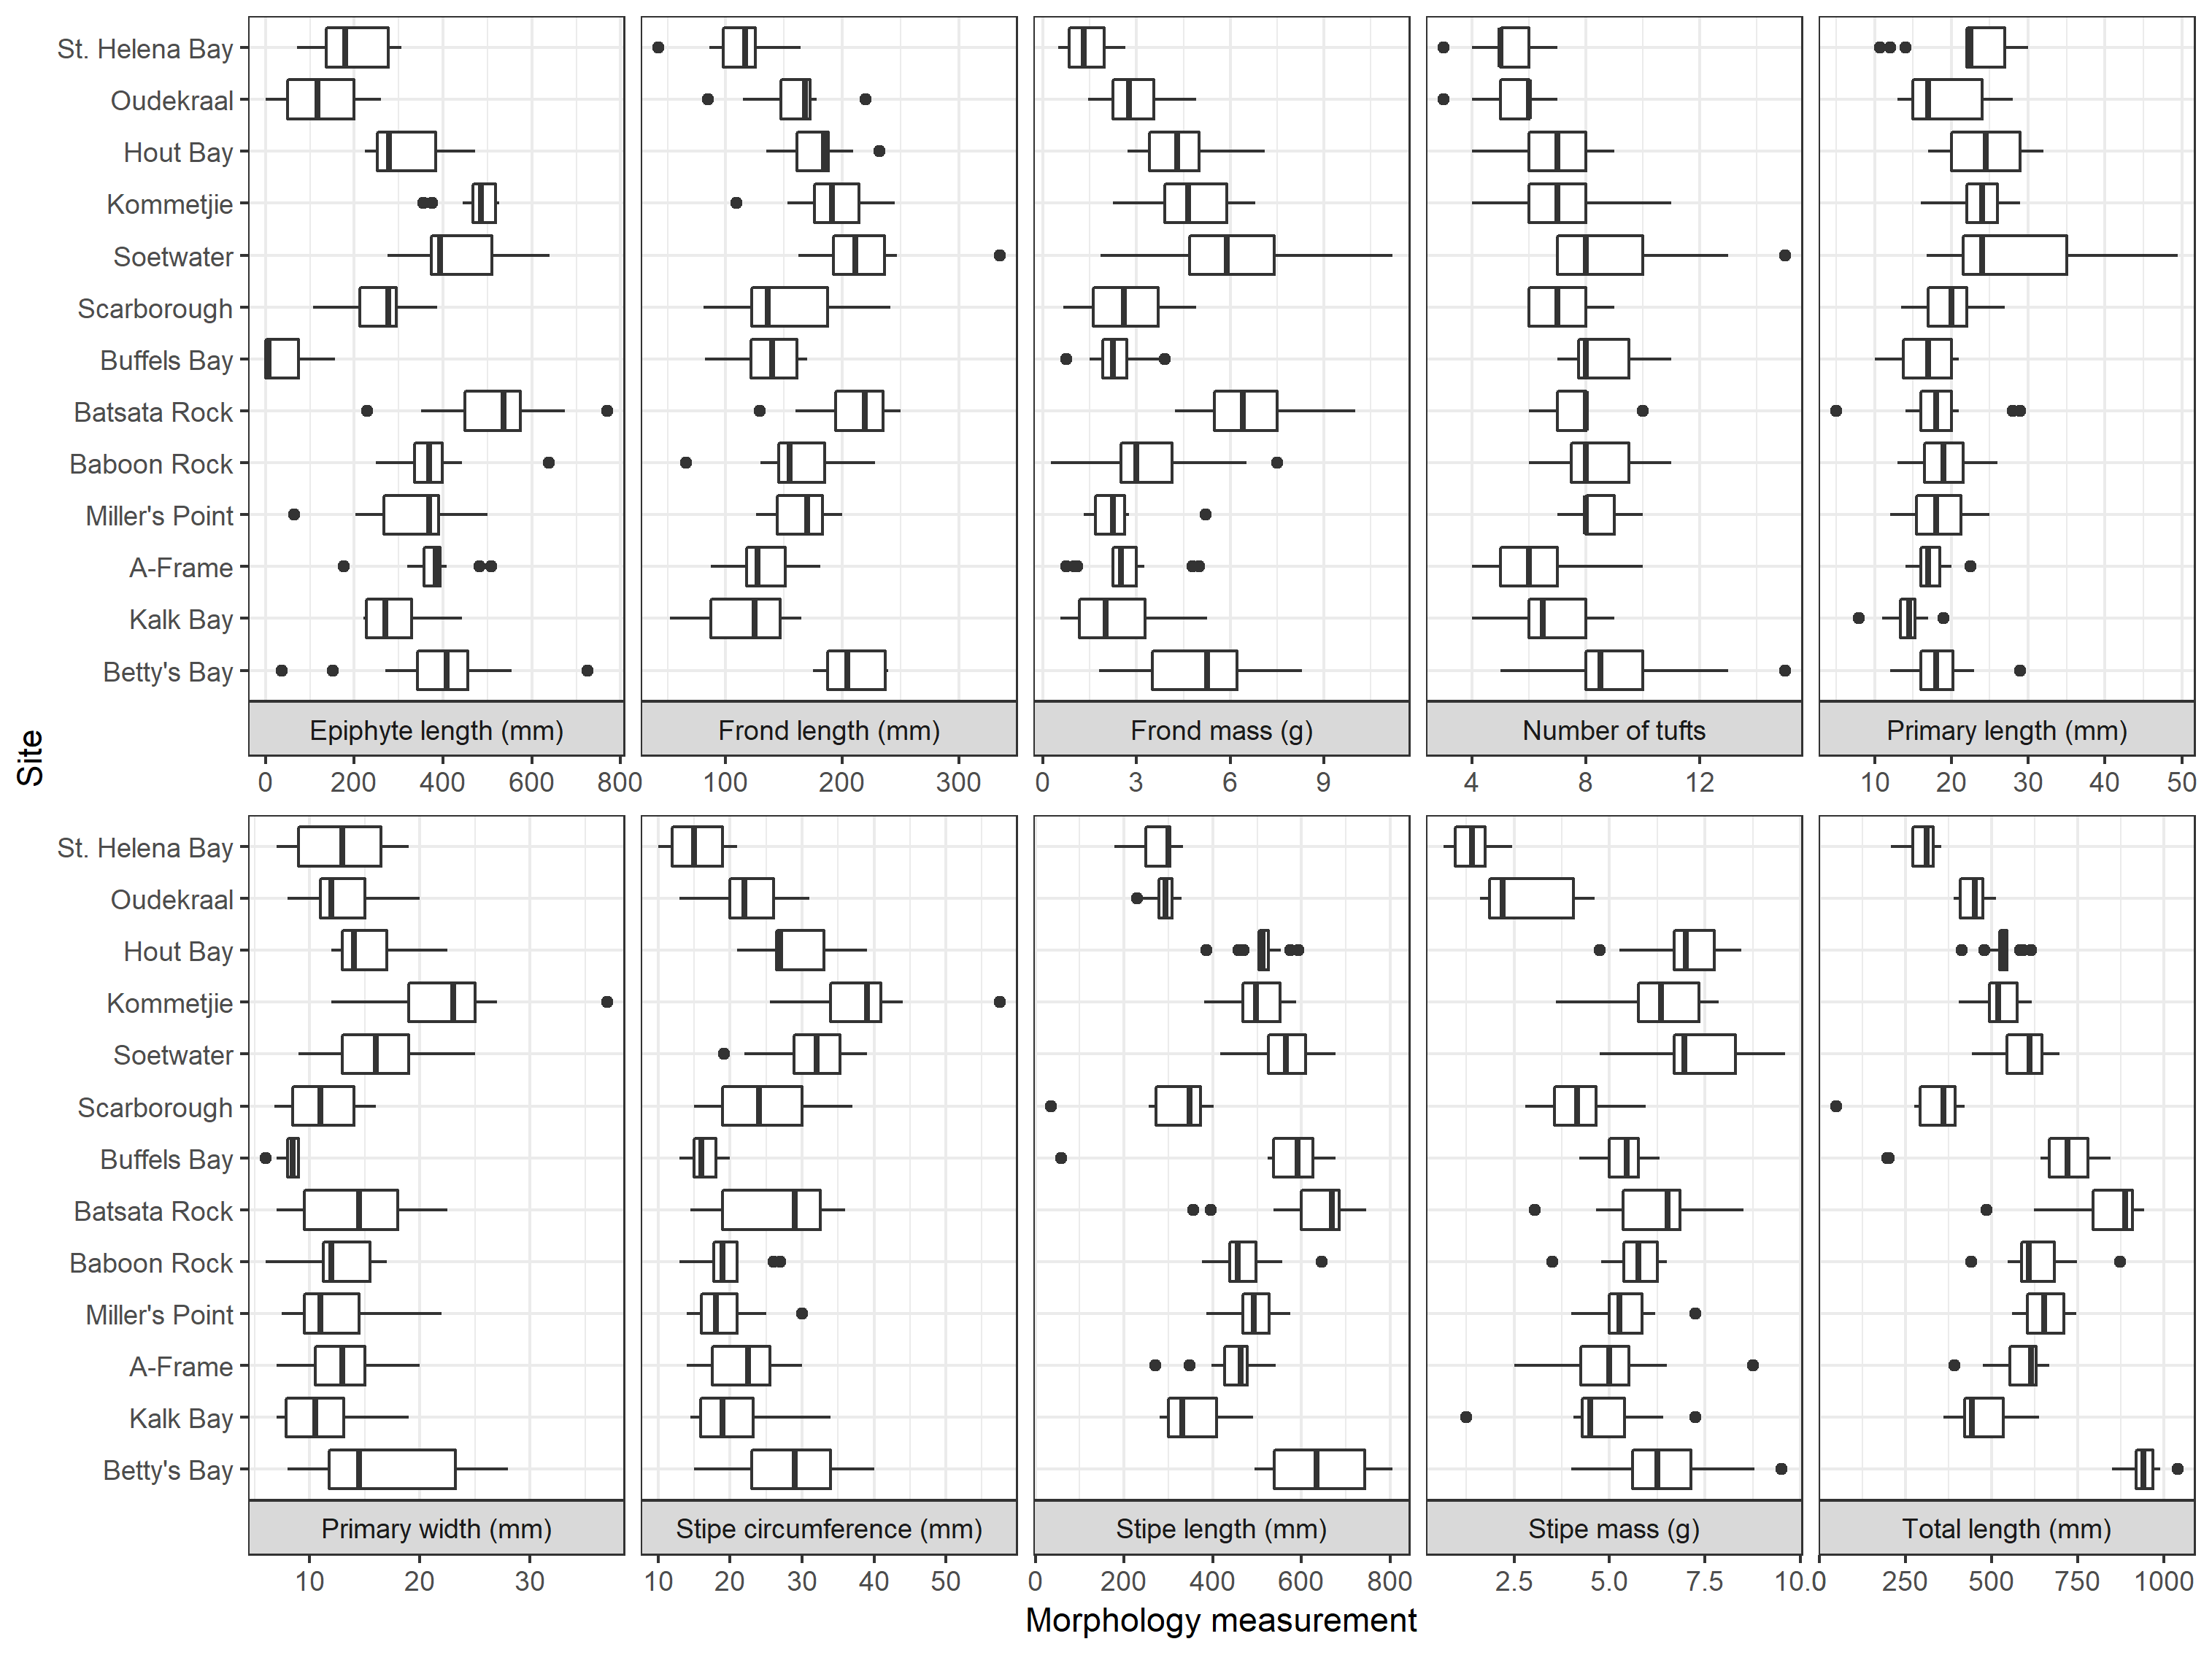 St. Helena Bay
Oudekraal
Hout Bay
Kommetjie
Soetwater
Scarborough
Buffels Bay
Batsata Rock
Baboon Rock
Miller's Point
A-Frame
Kalk Bay
Betty's Bay
Epiphyte length (mm) Frond length (mm) Frond mass (g) Number of tufts Primary length (mm)
0 200 400 600 800 100 200 300 0 3 6 9 4 8 12 10 20 30 40 50
Site
St. Helena Bay
Oudekraal
Hout Bay
Kommetjie
Soetwater
Scarborough
Buffels Bay
Batsata Rock
Baboon Rock
Miller's Point
A-Frame
Kalk Bay
Betty's Bay
Primary width (mm) Stipe circumference (mm) Stipe length (mm) Stipe mass (g) Total length (mm)
10 20 30 10 20 30 40 50 0 200 400 600 800 2.5 5.0 7.5 10.0 250 500 750 1000
Morphology measurement